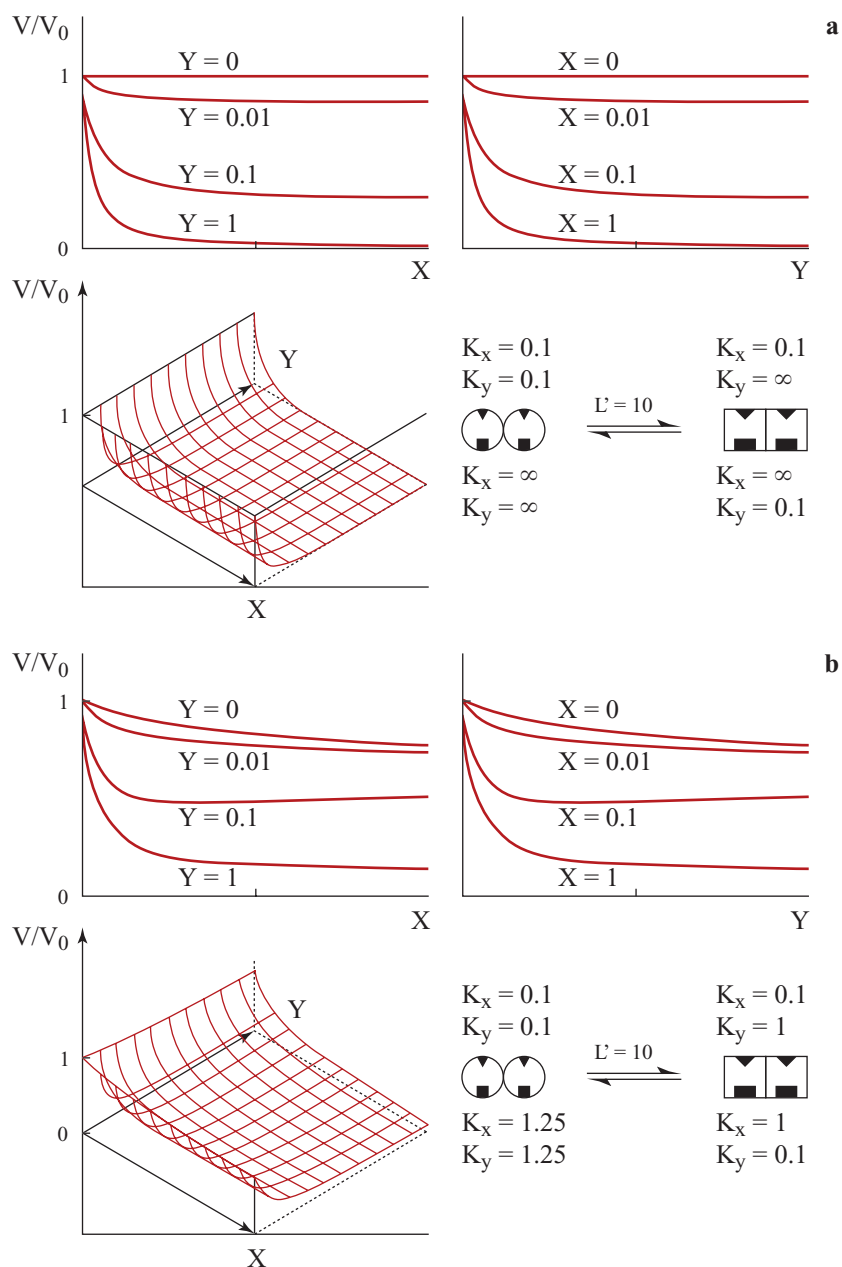 a
V/V0
1
0
Y = 0
Y = 0.01
Y = 0.1
Y = 1
X
X = 0
X = 0.01
X = 0.1
X = 1
Y
V/V0
1
Y
X
Kx = 0.1
Ky = 0.1
Kx = ∞
Ky = ∞
L' = 10
Kx = 0.1
Ky = ∞
Kx = ∞
Ky = 0.1
b
V/V0
1
0
Y = 0
Y = 0.01
Y = 0.1
Y = 1
X
X = 0
X = 0.01
X = 0.1
X = 1
Y
V/V0
1
0
Y
X
Kx = 0.1
Ky = 0.1
Kx = 1.25
Ky = 1.25
L' = 10
Kx = 0.1
Ky = 1
Kx = 1
Ky = 0.1